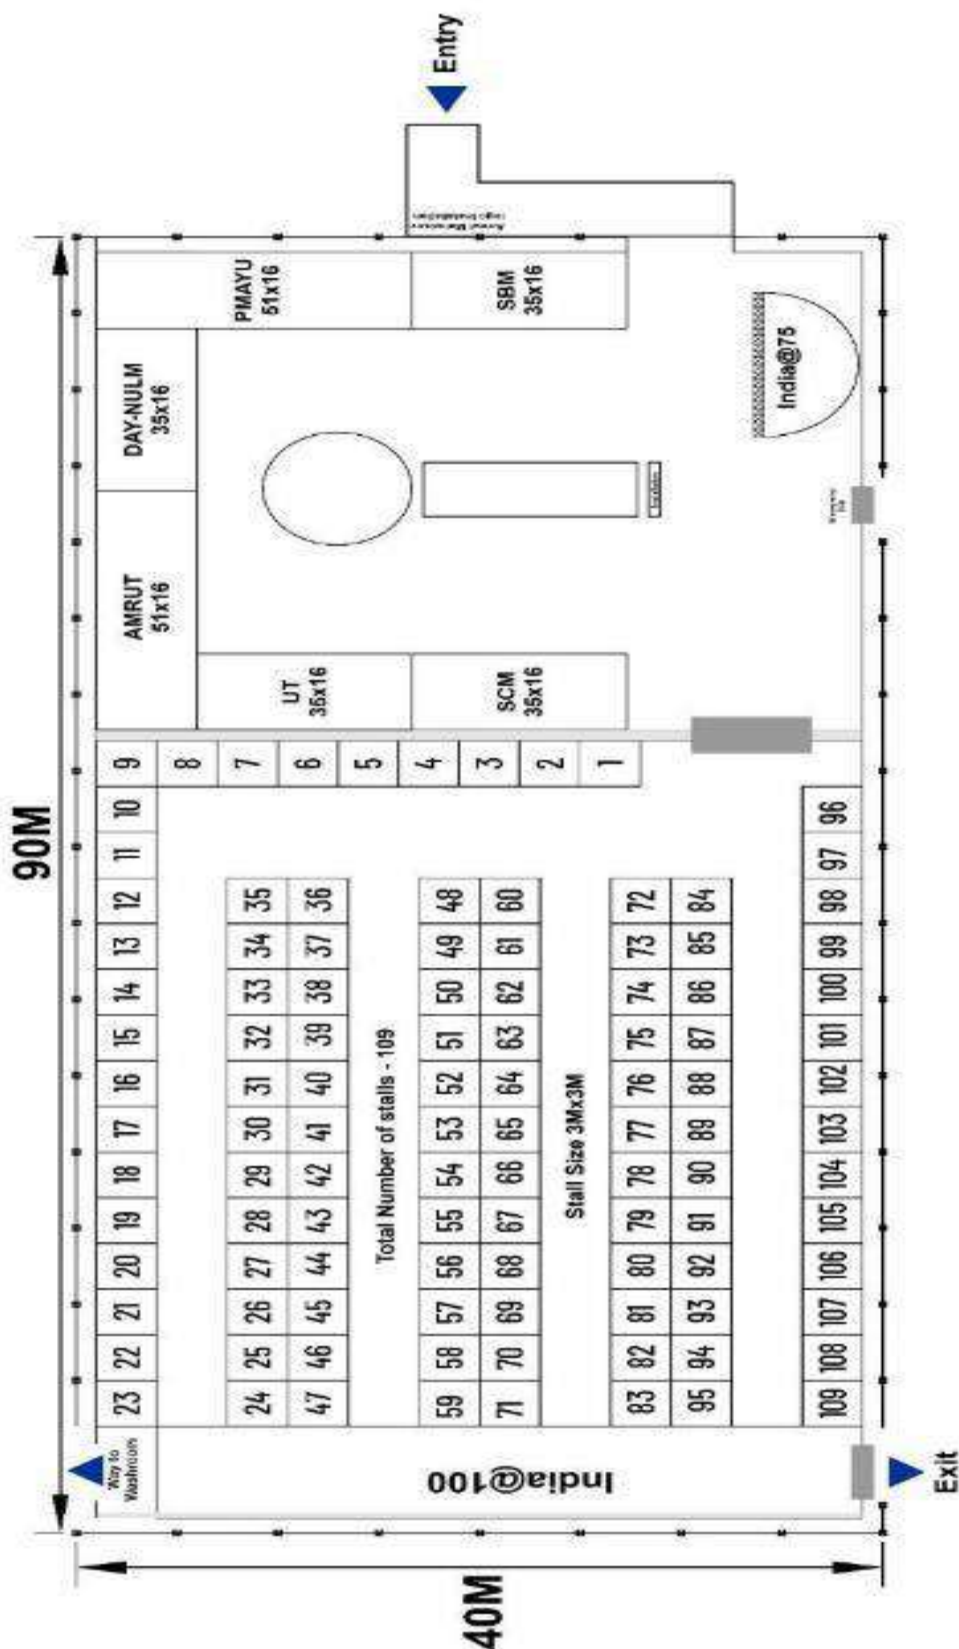 Entry
90M
PMAYU
51x16
SBM
35x16
DAY-NULM
35x16
India@75
AMRUT
51x16
UT
35x16
SCM
35x16
9 8 7 6 5 4 3 2 1
10 96
11 97
12 35 36 48 60 72 84 98
13 34 37 49 61 73 85 99
14 33 38 50 62 74 86 100
15 32 39 51 63 75 87 101
16 31 40 52 64 76 88 102
17 30 41 53 65 77 89 103
18 29 42 54 66 78 90 104
19 28 43 55 67 79 91 105
20 27 44 56 68 80 92 106
21 26 45 57 69 81 93 107
22 25 46 58 70 82 94 108
23 24 47 59 71 83 95 109
Total Number of stalls - 109
Stall Size 3Mx3M
Way to
Washroom
India@100
Exit
40M